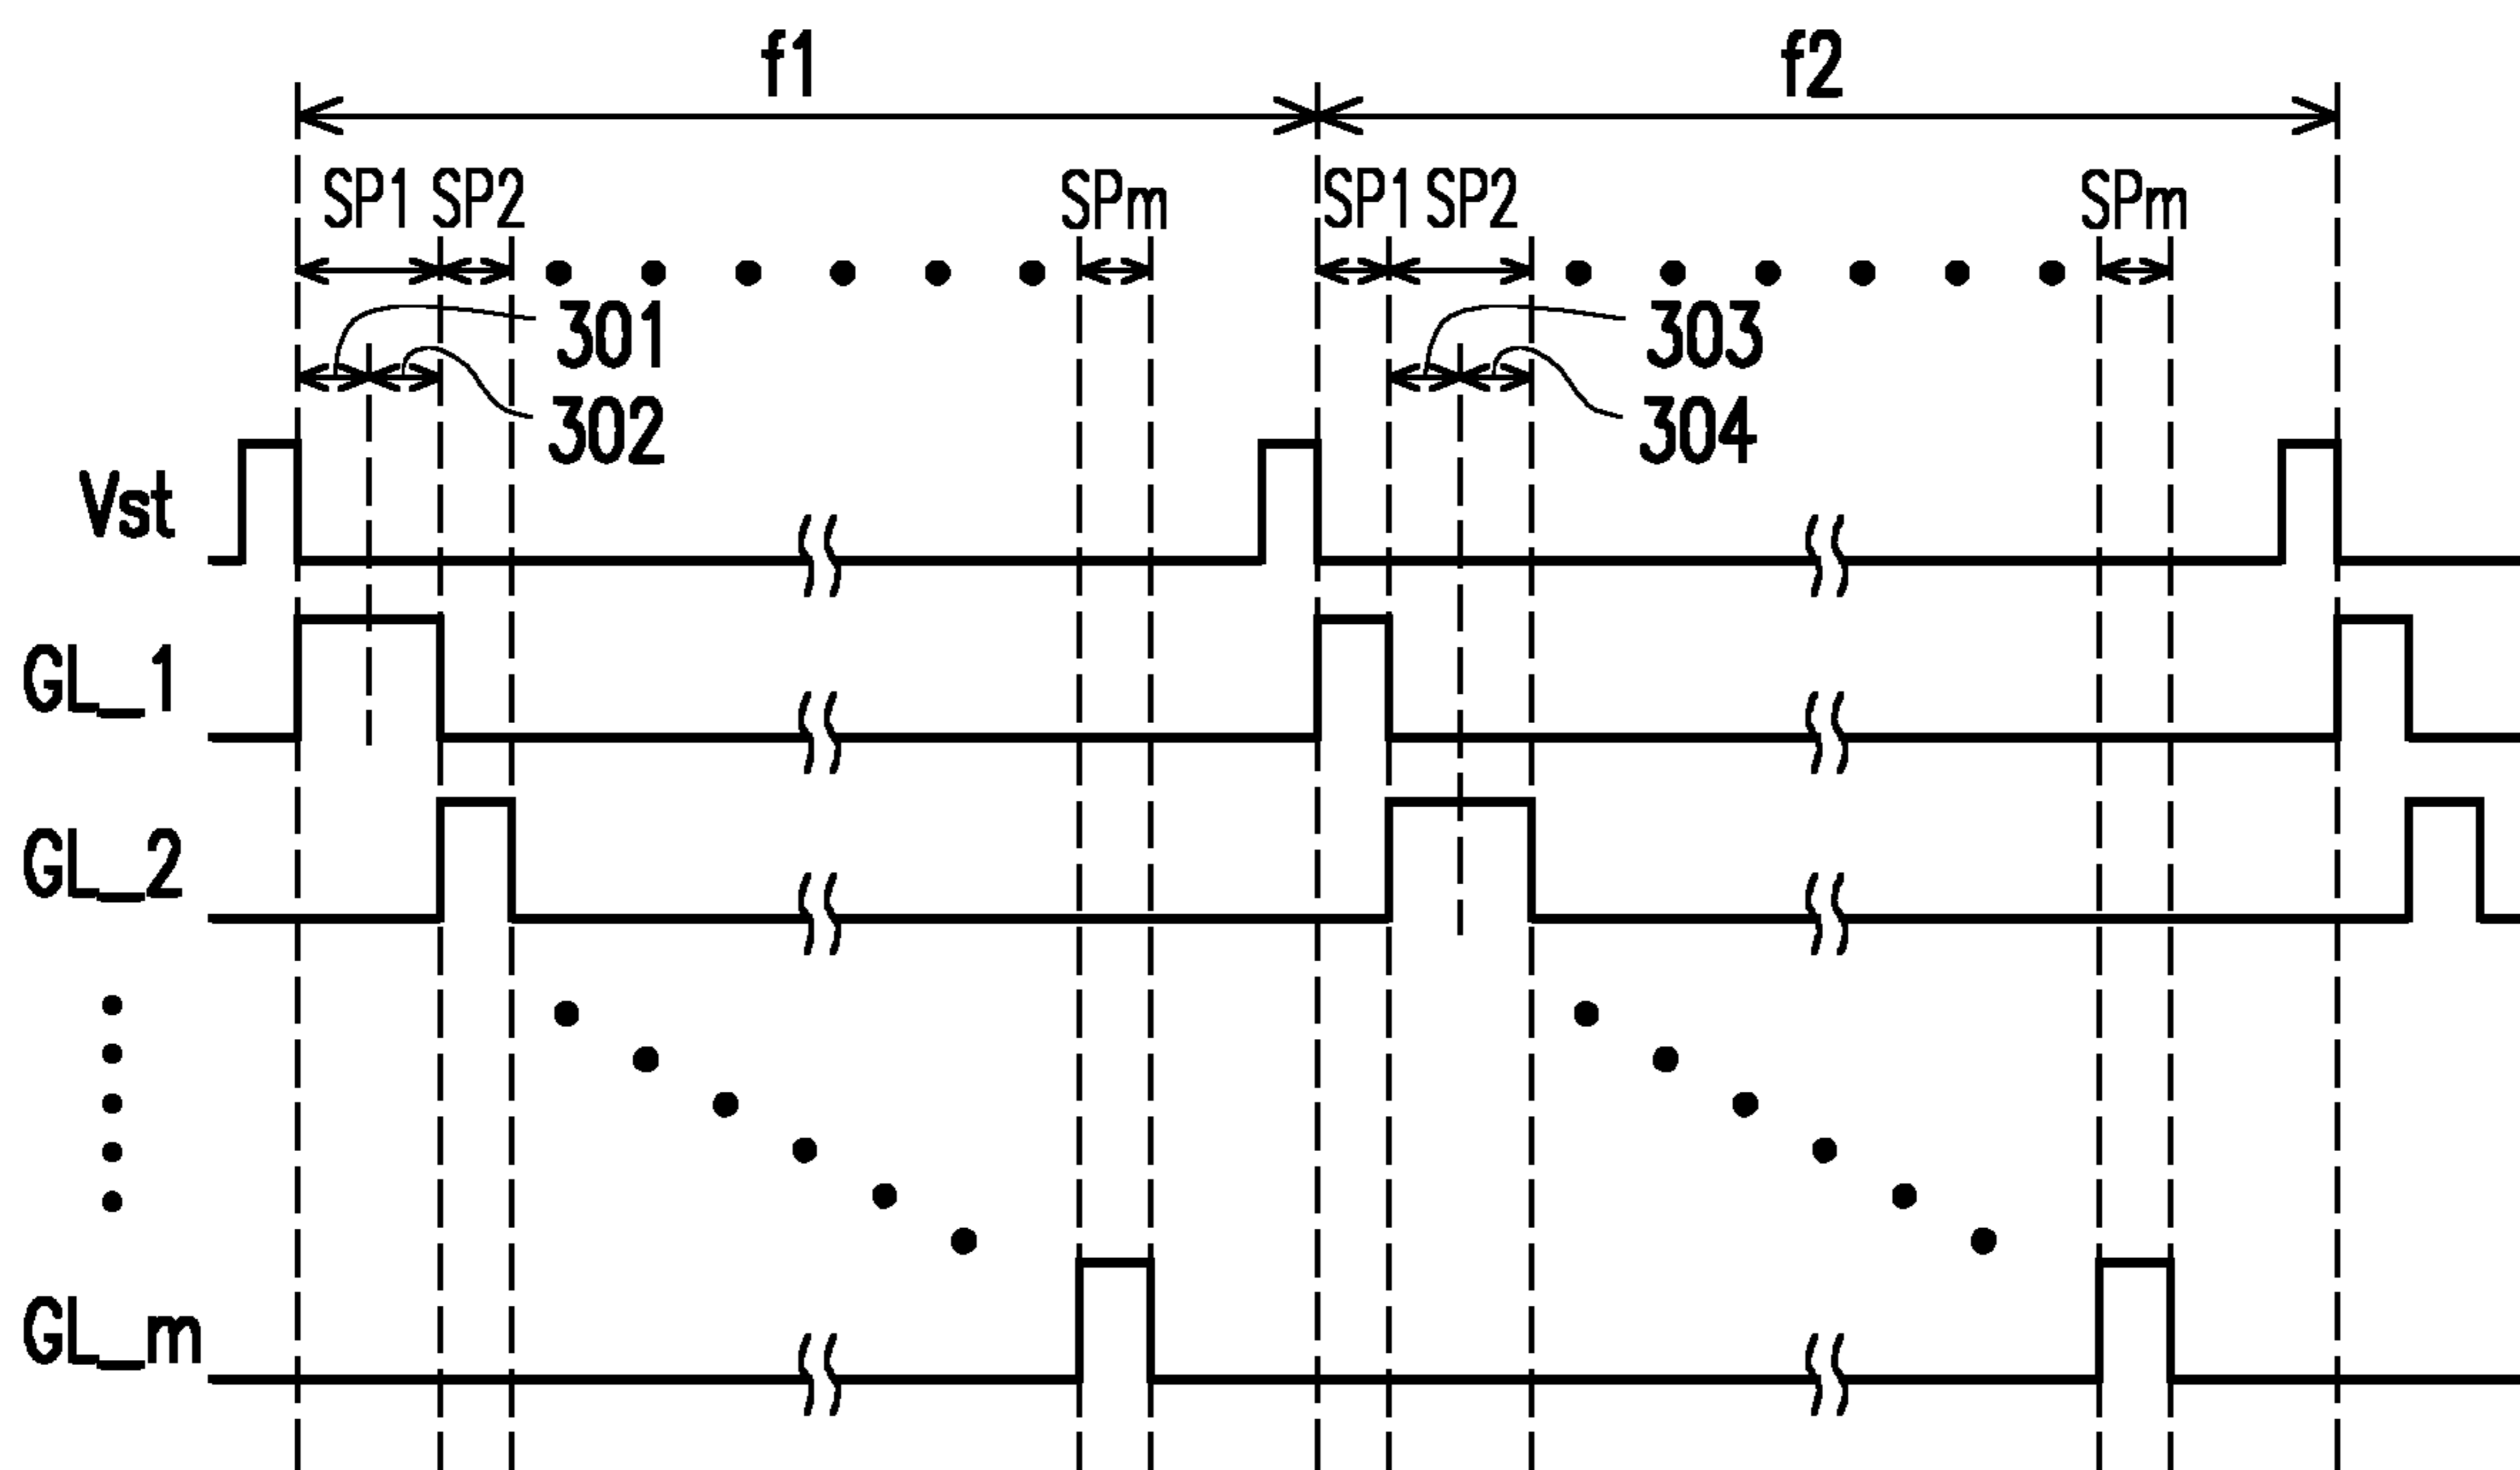 f1 f2
SP1 SP2 SPm SP1 SP2 SPm
301 303
302 304
Vst
GL_1
GL_2
GL_m